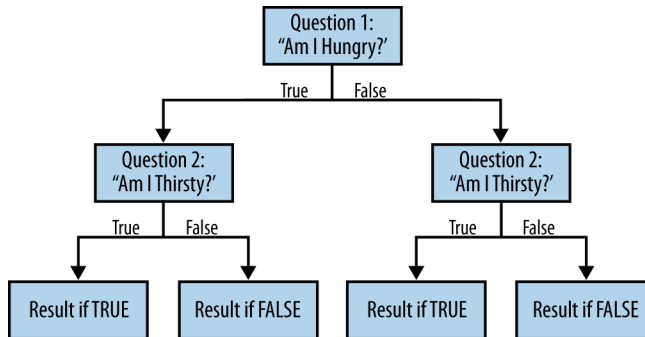 Question 1:
“Am I Hungry?’
True
False
Question 2:
“Am I Thirsty?’
Question 2:
“Am I Thirsty?’
True
False
True
False
Result if TRUE
Result if FALSE
Result if TRUE
Result if FALSE